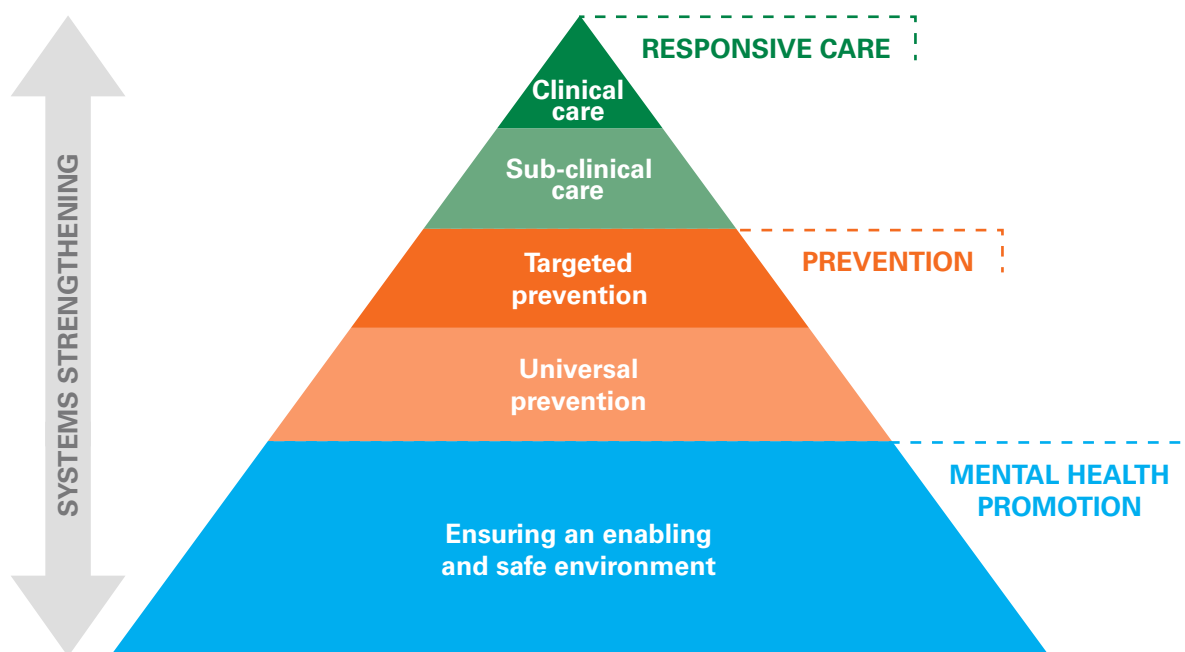 RESPONSIVE CARE
Clinical
care
Sub-clinical
care
SYSTEMS STRENGTHENING
Targeted
prevention
PREVENTION
Universal
prevention
MENTAL HEALTH
PROMOTION
Ensuring an enabling
and safe environment